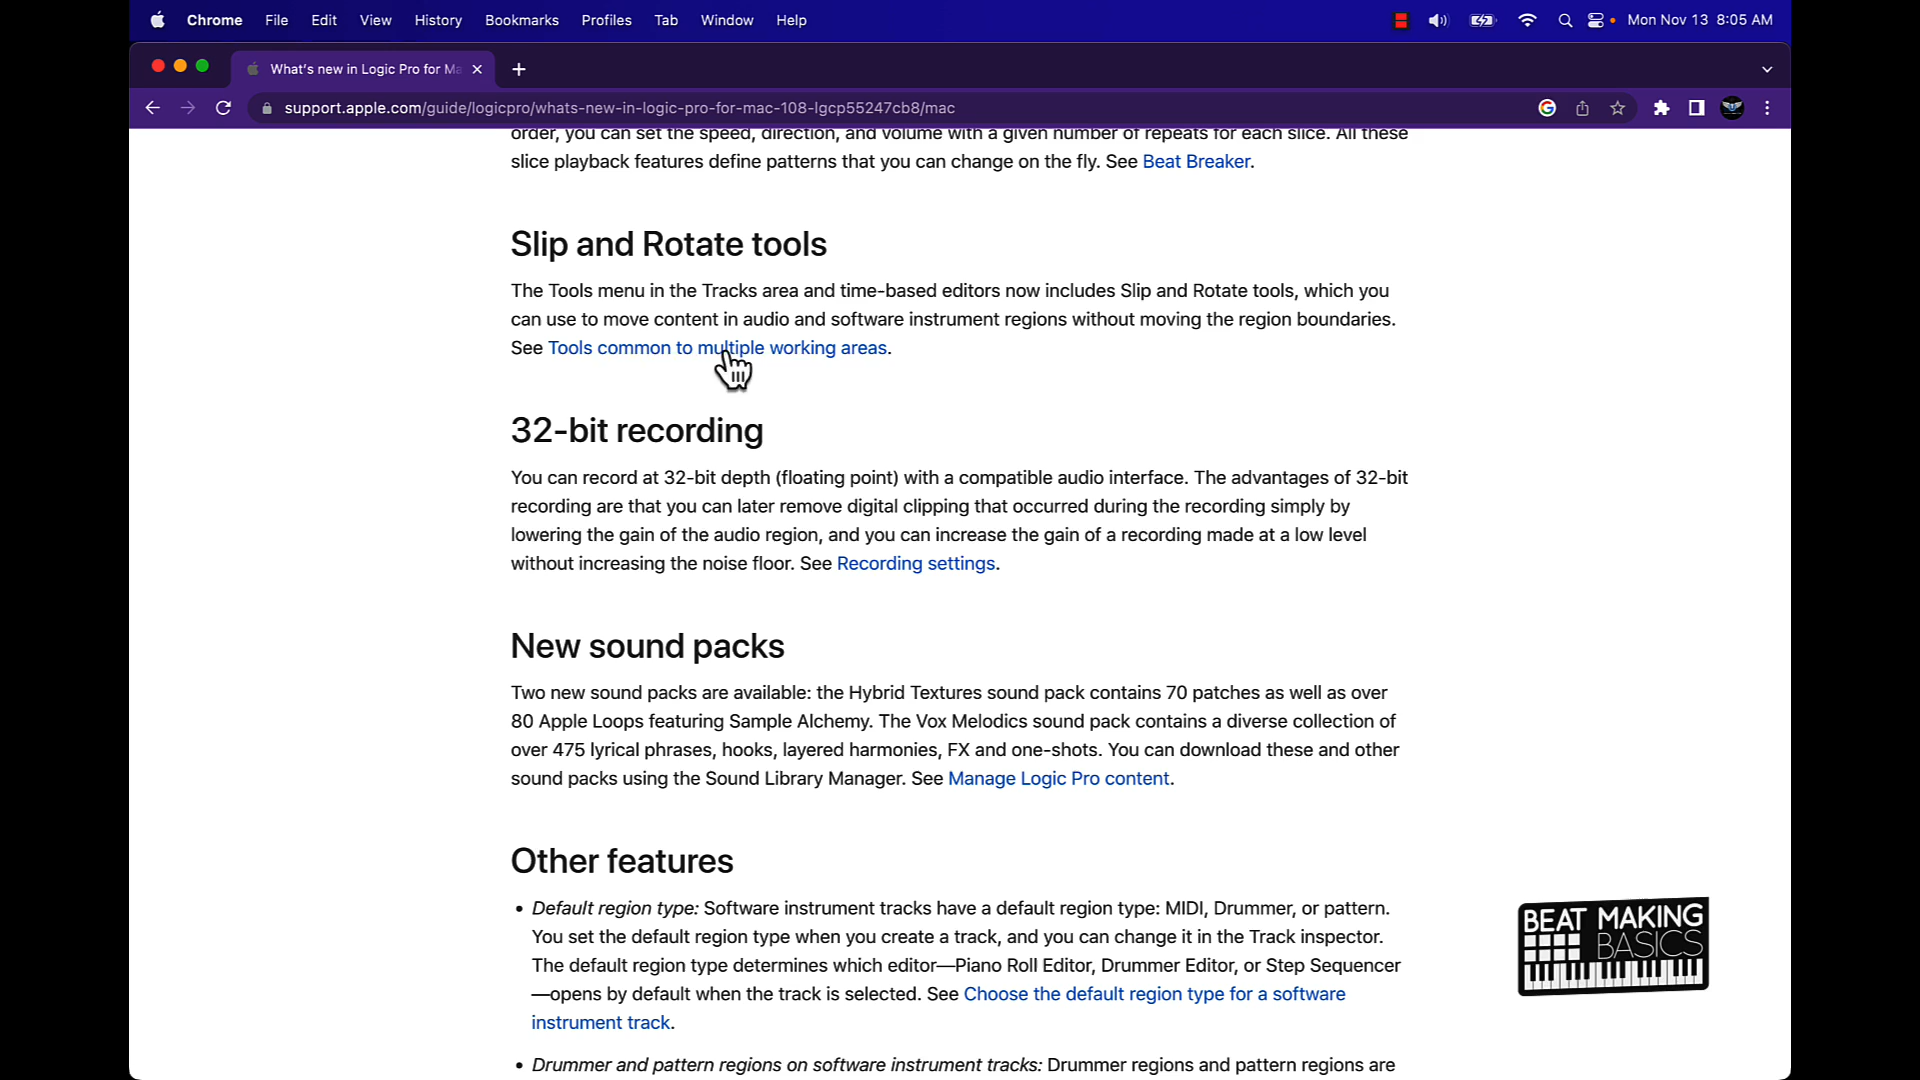 Chrome File Edit View History Bookmarks Profiles Tab Window Help Mon Nov 13 8:05 AM
What's new in Logic Pro for Ma
support.apple.com/guide/logicpro/whats-new-in-logic-pro-for-mac-108-lgcp55247cb8/mac
order, you can set the speed, direction, and volume with a given number of repeats for each slice. All these
slice playback features define patterns that you can change on the fly. See Beat Breaker.
Slip and Rotate tools
The Tools menu in the Tracks area and time-based editors now includes Slip and Rotate tools, which you
can use to move content in audio and software instrument regions without moving the region boundaries.
See Tools common to multiple working areas.
32-bit recording
You can record at 32-bit depth (floating point) with a compatible audio interface. The advantages of 32-bit
recording are that you can later remove digital clipping that occurred during the recording simply by
lowering the gain of the audio region, and you can increase the gain of a recording made at a low level
without increasing the noise floor. See Recording settings.
New sound packs
Two new sound packs are available: the Hybrid Textures sound pack contains 70 patches as well as over
80 Apple Loops featuring Sample Alchemy. The Vox Melodics sound pack contains a diverse collection of
over 475 lyrical phrases, hooks, layered harmonies, FX and one-shots. You can download these and other
sound packs using the Sound Library Manager. See Manage Logic Pro content.
Other features
• Default region type: Software instrument tracks have a default region type: MIDI, Drummer, or pattern.
You set the default region type when you create a track, and you can change it in the Track inspector.
The default region type determines which editor—Piano Roll Editor, Drummer Editor, or Step Sequencer
—opens by default when the track is selected. See Choose the default region type for a software
instrument track.
• Drummer and pattern regions on software instrument tracks: Drummer regions and pattern regions are
BEAT MAKING
BASICS